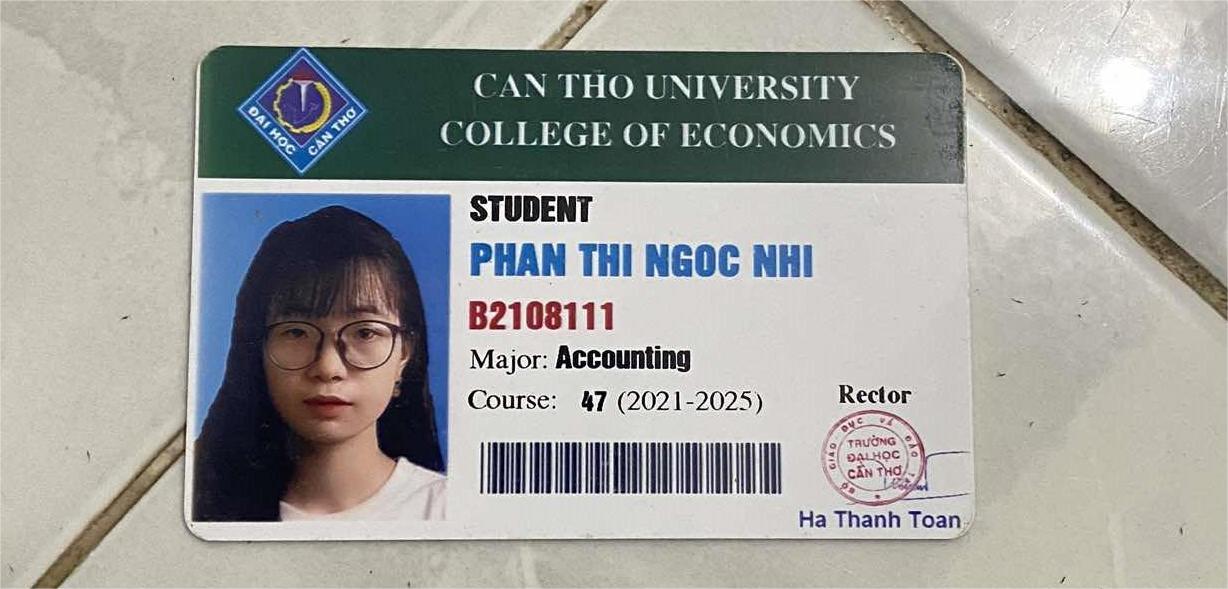 CAN THO UNIVERSITY
COLLEGE OF ECONOMICS
ĐẠI HỌC CẦN THƠ
STUDENT
PHAN THI NGOC NHI
B2108111
Major: Accounting
Course: 47 (2021-2025)
Rector
BỘ GIÁO DỤC VÀ ĐÀO
TRƯỜNG
ĐẠI HỌC
CẦN THƠ
Ha Thanh Toan